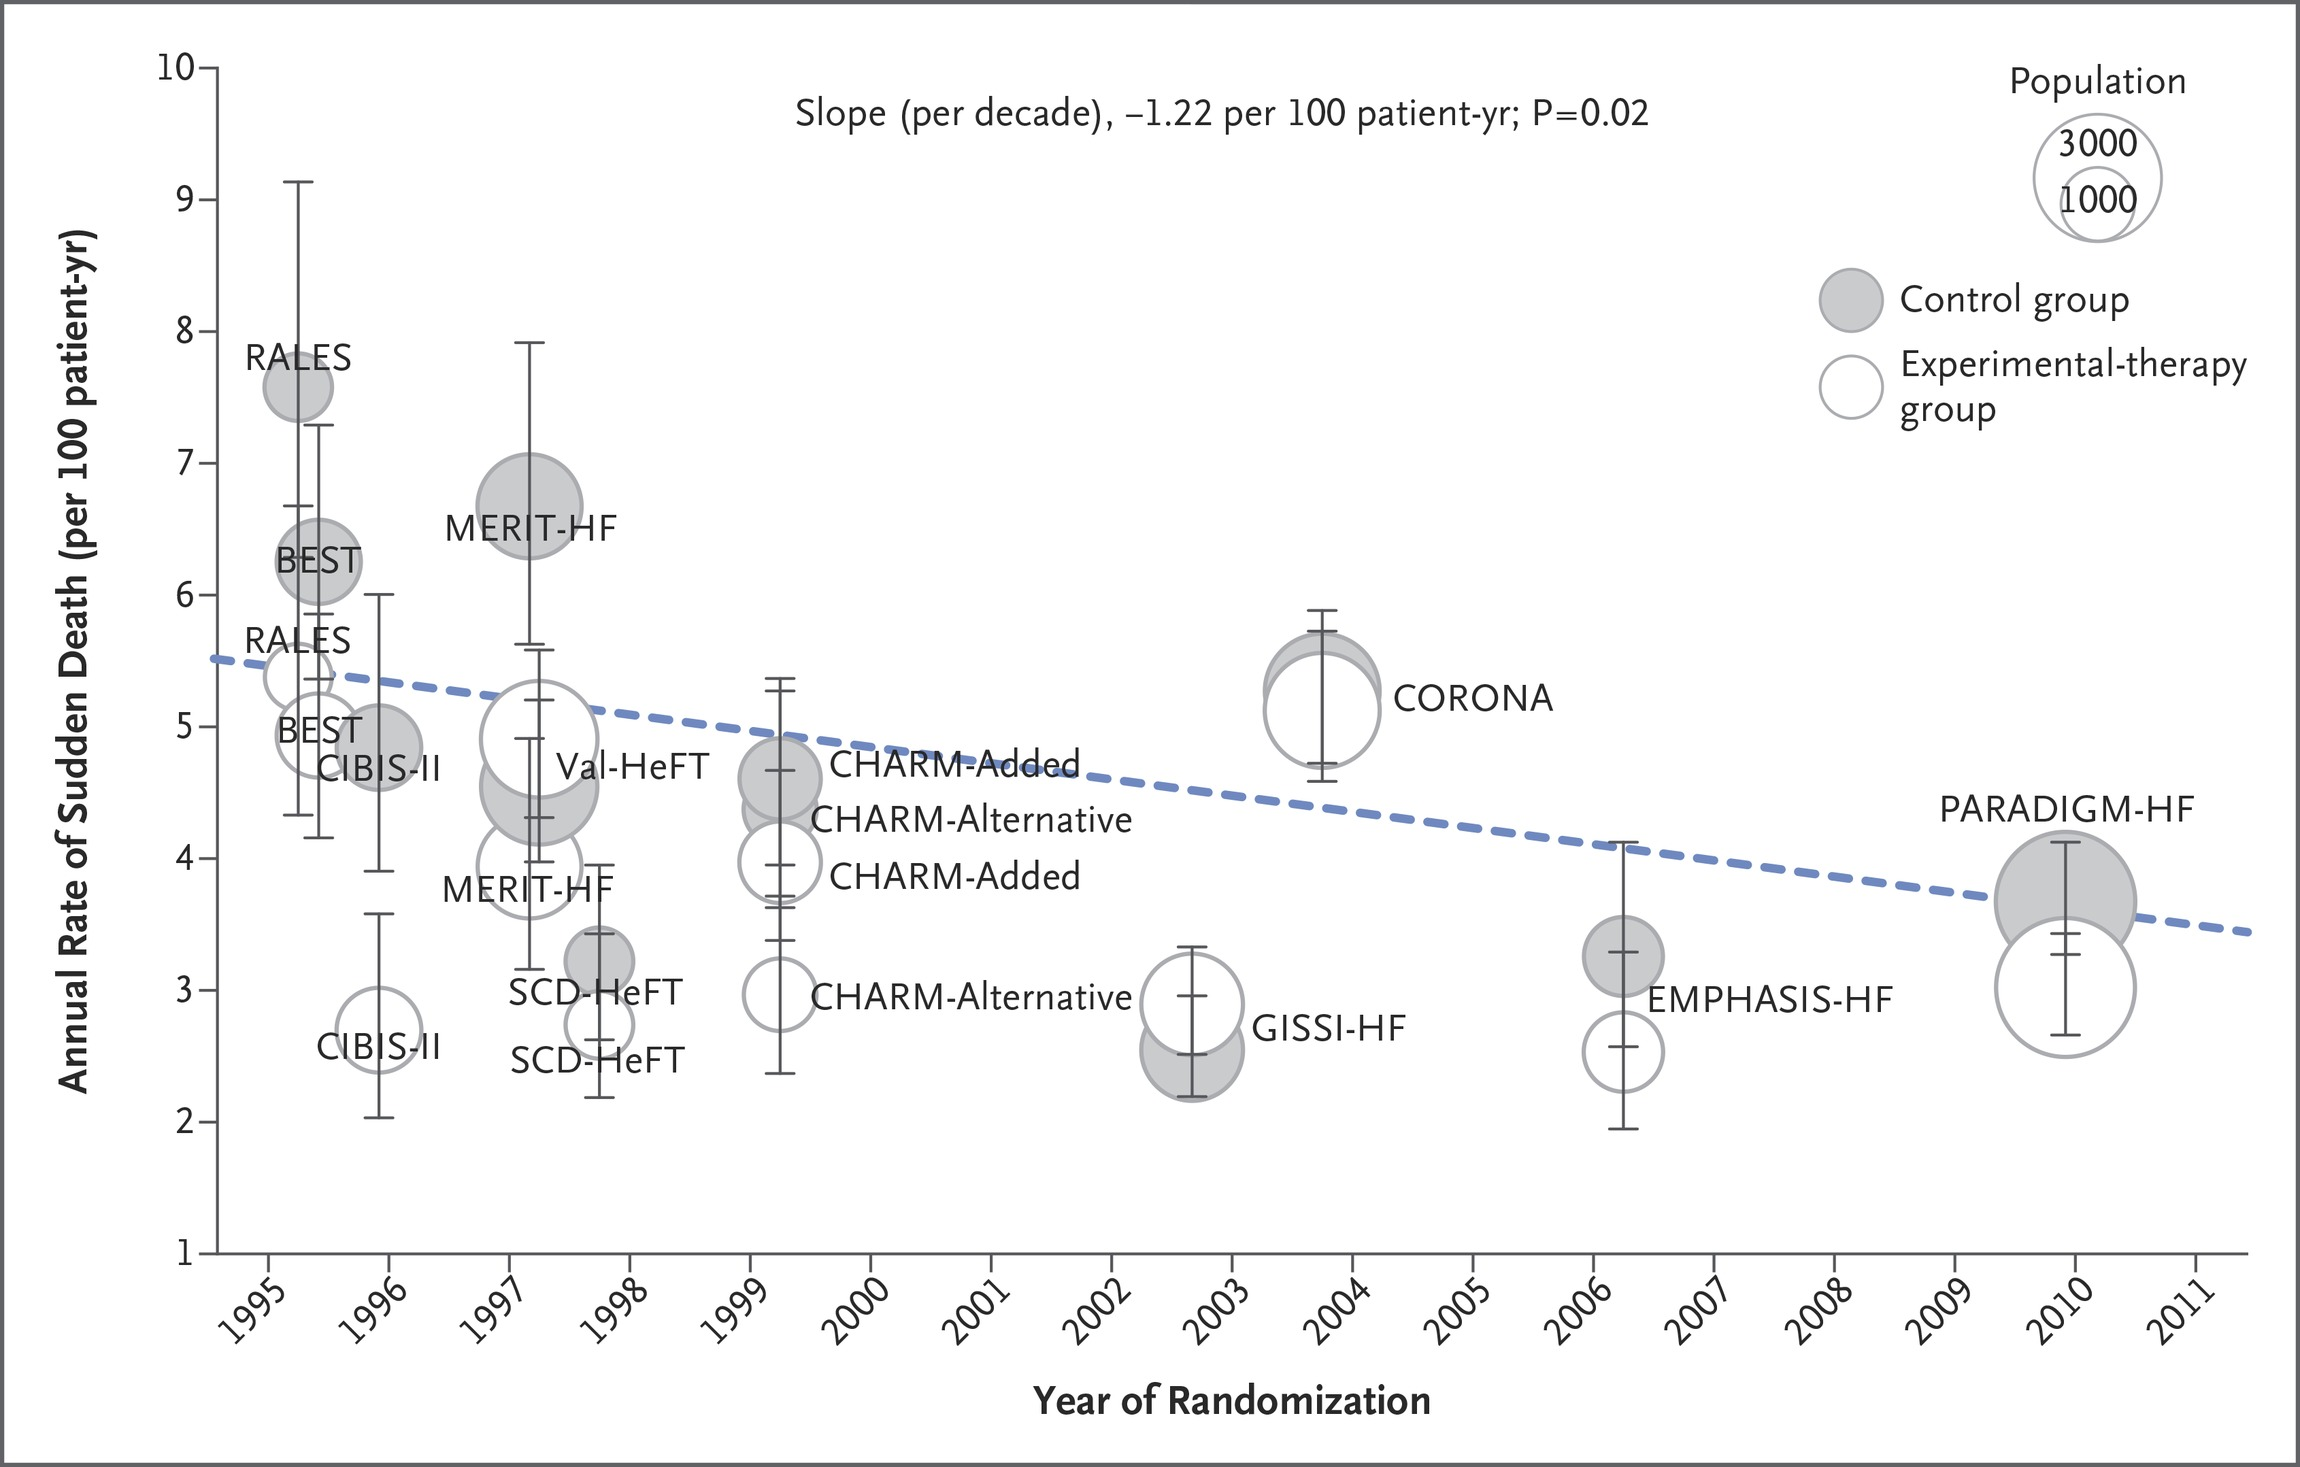 Slope (per decade), –1.22 per 100 patient-yr; P=0.02
Population
3000
1000
Control group
Experimental-therapy
group
Annual Rate of Sudden Death (per 100 patient-yr)
10
9
8
7
6
5
4
3
2
1
RALES
BEST
RALES
BEST
CIBIS-II
CIBIS-II
MERIT-HF
Val-HeFT
MERIT-HF
SCD-HeFT
SCD-HeFT
CHARM-Added
CHARM-Alternative
CHARM-Added
CHARM-Alternative
GISSI-HF
CORONA
EMPHASIS-HF
PARADIGM-HF
1995
1996
1997
1998
1999
2000
2001
2002
2003
2004
2005
2006
2007
2008
2009
2010
2011
Year of Randomization